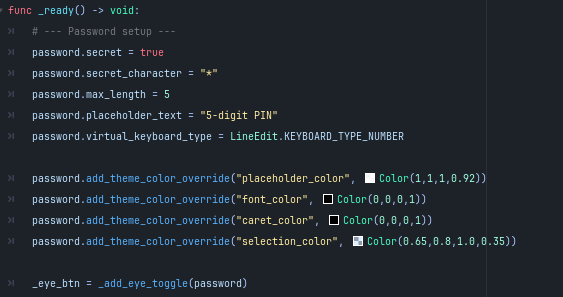 func _ready() -> void:
# --- Password setup ---
password.secret = true
password.secret_character = "*"
password.max_length = 5
password.placeholder_text = "5-digit PIN"
password.virtual_keyboard_type = LineEdit.KEYBOARD_TYPE_NUMBER
password.add_theme_color_override("placeholder_color", Color(1,1,1,0.92))
password.add_theme_color_override("font_color", Color(0,0,0,1))
password.add_theme_color_override("caret_color", Color(0,0,0,1))
password.add_theme_color_override("selection_color", Color(0.65,0.8,1.0,0.35))
_eye_btn = _add_eye_toggle(password)